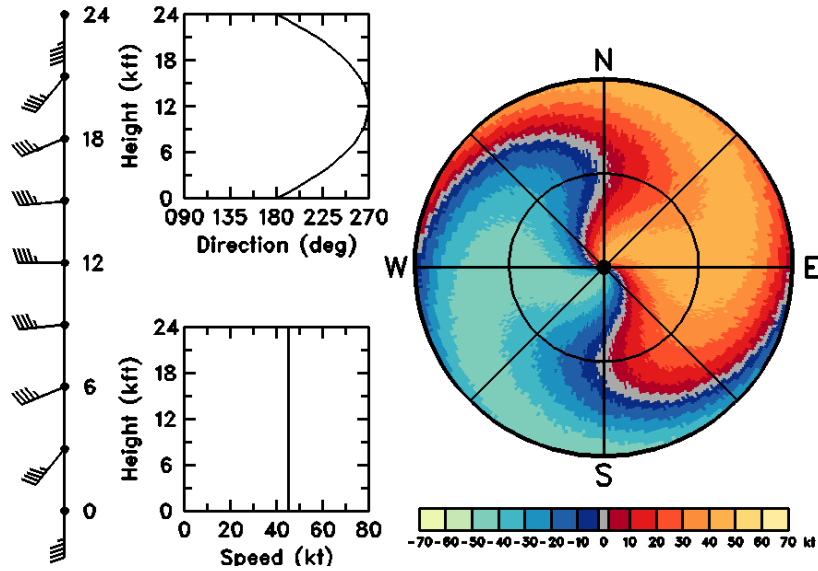 24
18
12
6
0
Height (kft)
24
18
12
6
0
090 135 180 225 270
Direction (deg)
Height (kft)
24
18
12
6
0
0 20 40 60 80
Speed (kt)
N
W
E
S
-70 -60 -50 -40 -30 -20 -10 0 10 20 30 40 50 60 70 kt